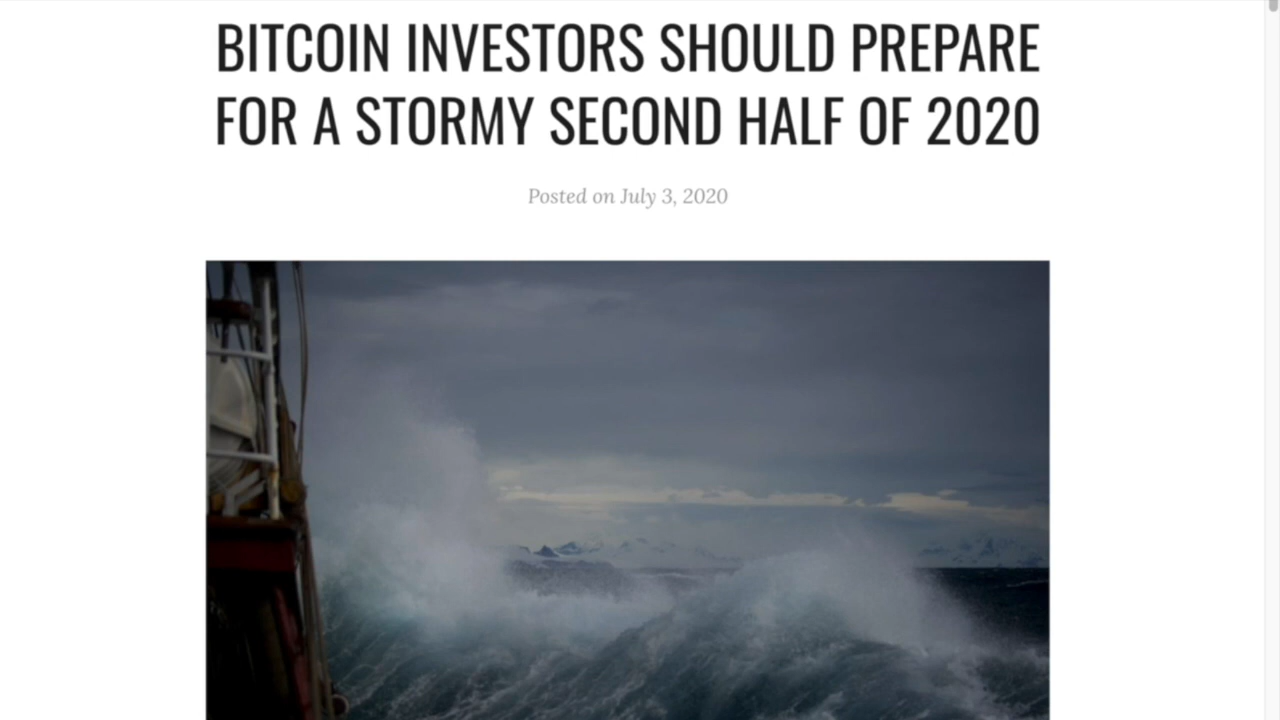 BITCOIN INVESTORS SHOULD PREPARE
FOR A STORMY SECOND HALF OF 2020
Posted on July 3, 2020